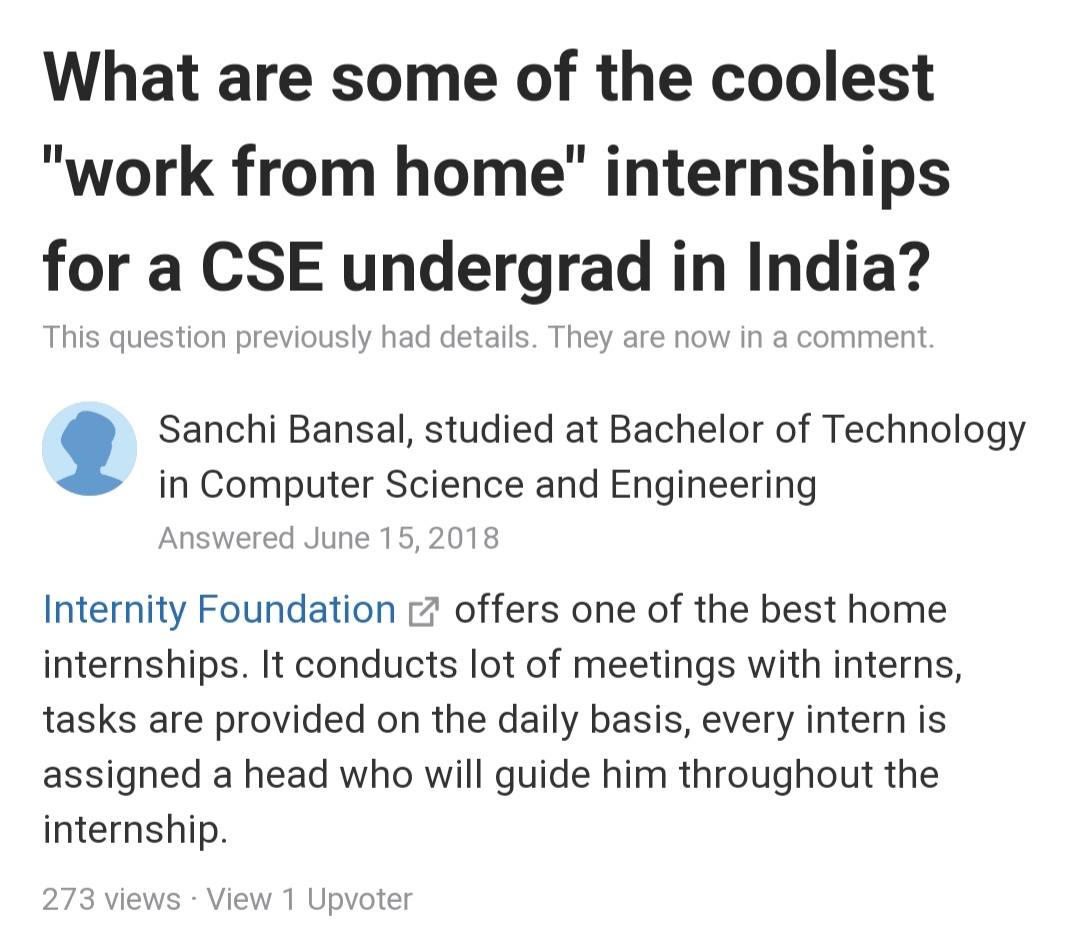 What are some of the coolest
"work from home" internships
for a CSE undergrad in India?
This question previously had details. They are now in a comment.
Sanchi Bansal, studied at Bachelor of Technology
in Computer Science and Engineering
Answered June 15, 2018
Internity Foundation offers one of the best home
internships. It conducts lot of meetings with interns,
tasks are provided on the daily basis, every intern is
assigned a head who will guide him throughout the
internship.
273 views · View 1 Upvoter